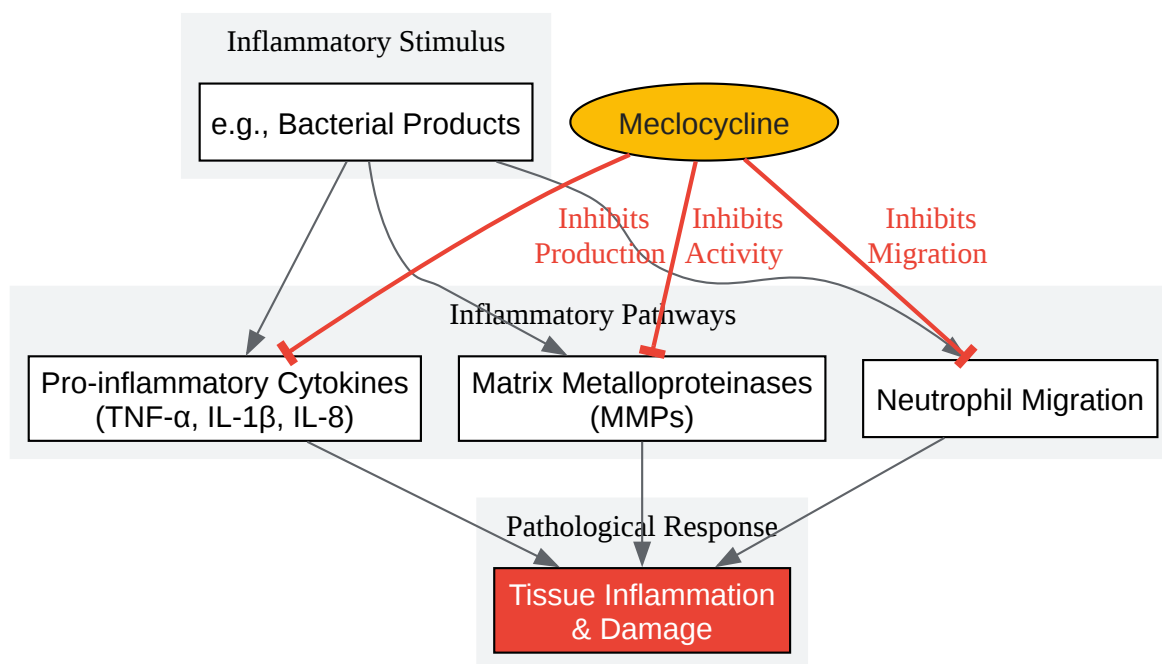 Inflammatory Stimulus
e.g., Bacterial Products
Meclocycline
Inhibits
Production
Inhibits
Activity
Inhibits
Migration
Inflammatory Pathways
Pro-inflammatory Cytokines
(TNF-α, IL-1β, IL-8)
Matrix Metalloproteinases
(MMPs)
Neutrophil Migration
Pathological Response
Tissue Inflammation
& Damage